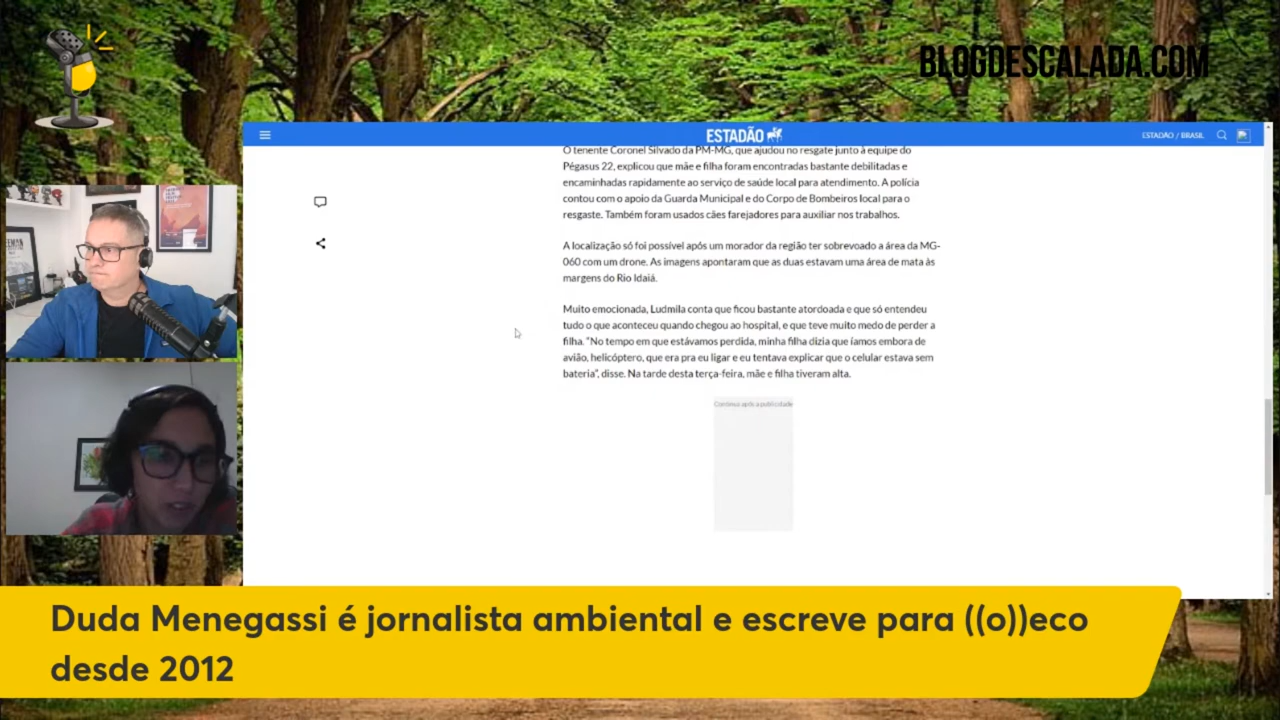 BLOGDESCALADA.COM
ESTADÃO
ESTADÃO / BRASIL
O tenente Coronel Silvado da PM-MG, que ajudou no resgate junto à equipe do
Pégasus 22, explicou que mãe e filha foram encontradas bastante debilitadas e
encaminhadas rapidamente ao serviço de saúde local para atendimento. A polícia
contou com o apoio da Guarda Municipal e do Corpo de Bombeiros local para o
resgaste. Também foram usados cães farejadores para auxiliar nos trabalhos.
A localização só foi possível após um morador da região ter sobrevoado a área da MG-
060 com um drone. As imagens apontaram que as duas estavam uma área de mata às
margens do Rio Idaiá.
Muito emocionada, Ludmila conta que ficou bastante atordoada e que só entendeu
tudo o que aconteceu quando chegou ao hospital, e que teve muito medo de perder a
filha. “No tempo em que estávamos perdida, minha filha dizia que íamos embora de
avião, helicóptero, que era pra eu ligar e eu tentava explicar que o celular estava sem
bateria”, disse. Na tarde desta terça-feira, mãe e filha tiveram alta.
Continua após a publicidade
Duda Menegassi é jornalista ambiental e escreve para ((o))eco
desde 2012